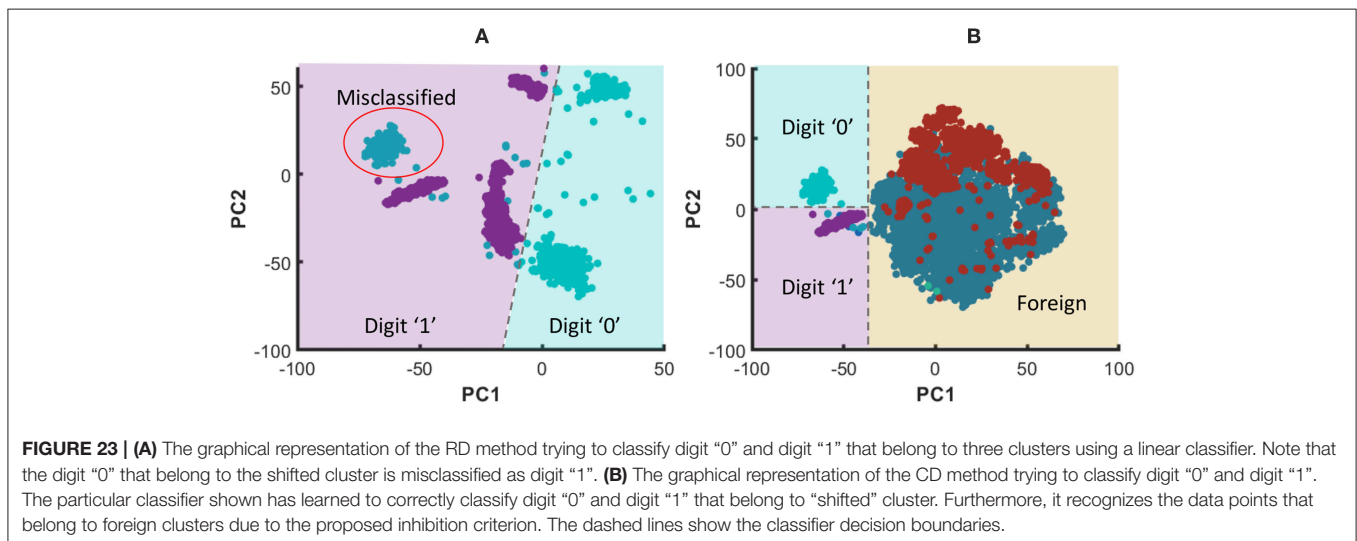 A
B
50
0
-50
-100
PC2
Misclassified
Digit ‘1’
Digit ‘0’
-100
-50
0
50
PC1
100
50
0
-50
-100
PC2
Digit ‘0’
Digit ‘1’
Foreign
-100
-50
0
50
100
PC1
FIGURE 23 | (A) The graphical representation of the RD method trying to classify digit “0” and digit “1” that belong to three clusters using a linear classifier. Note that
the digit “0” that belong to the shifted cluster is misclassified as digit “1”. (B) The graphical representation of the CD method trying to classify digit “0” and digit “1”.
The particular classifier shown has learned to correctly classify digit “0” and digit “1” that belong to “shifted” cluster. Furthermore, it recognizes the data points that
belong to foreign clusters due to the proposed inhibition criterion. The dashed lines show the classifier decision boundaries.